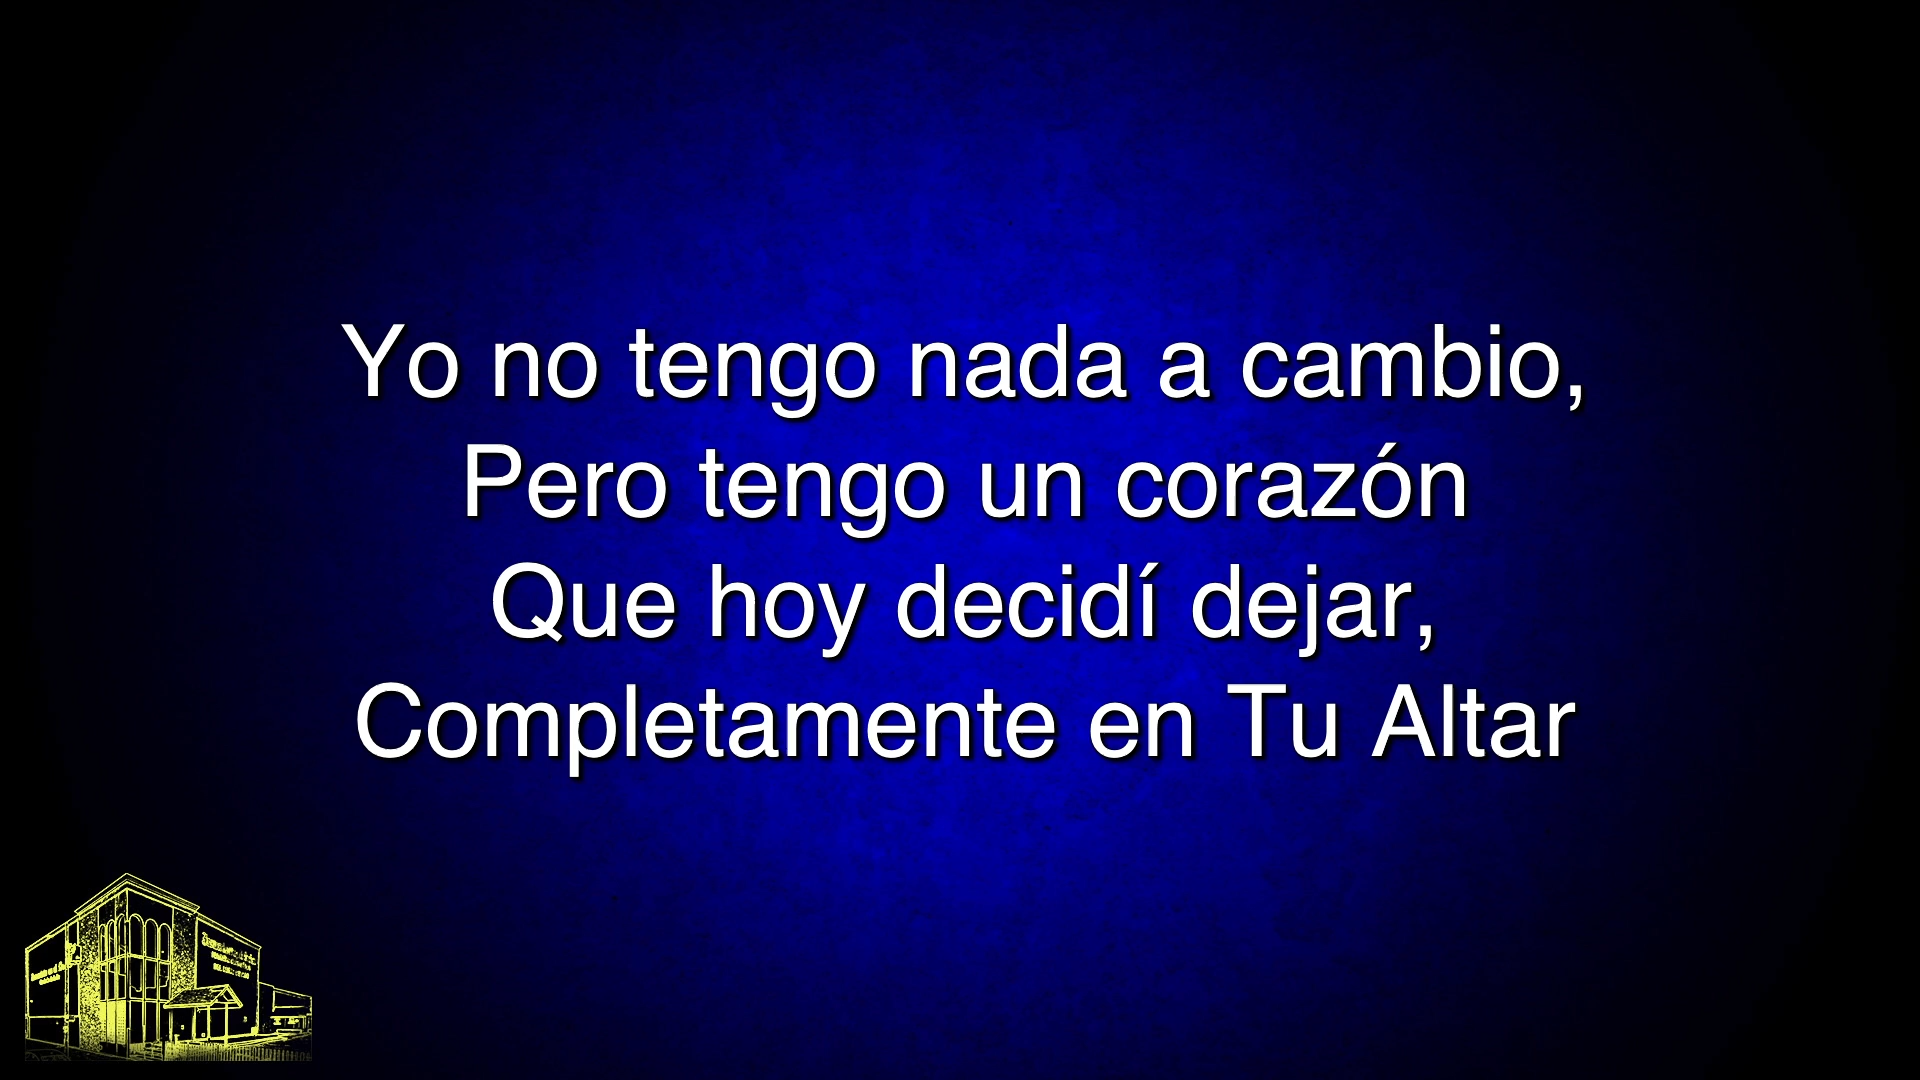 Yo no tengo nada a cambio,
Pero tengo un corazón
Que hoy decidí dejar,
Completamente en Tu Altar